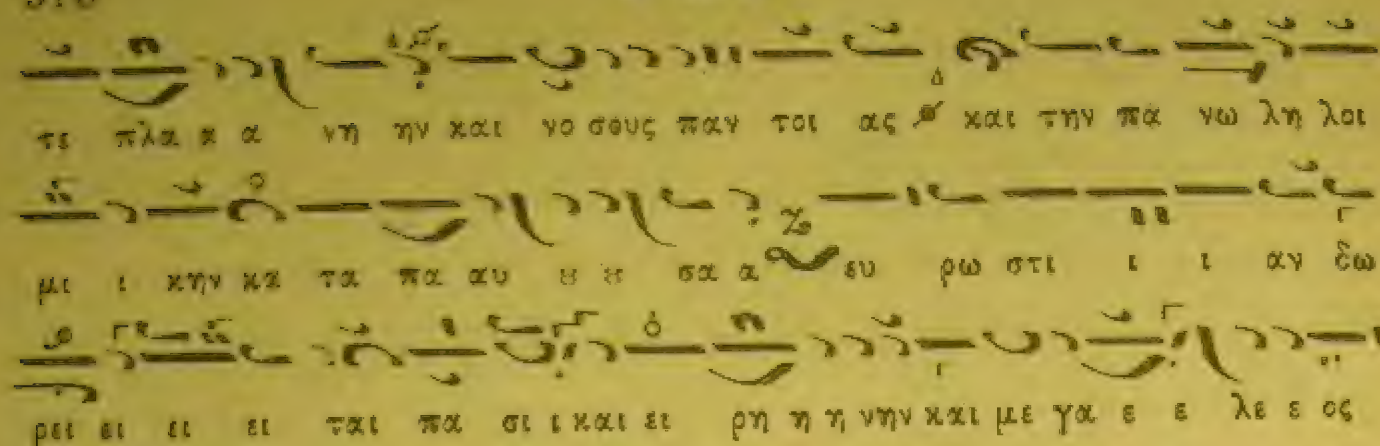 τε πλα κ α νη ην και νο σους παν τοι ας και την πα νω λη λοι
μι ι κην κα τα πα αυ ȣ ȣ σα α ευ ρω στι ι ι αν δω
ρει ει ει ει ται πα σι ι και ει ρη η η νην και με γα ε ε λε ε ος